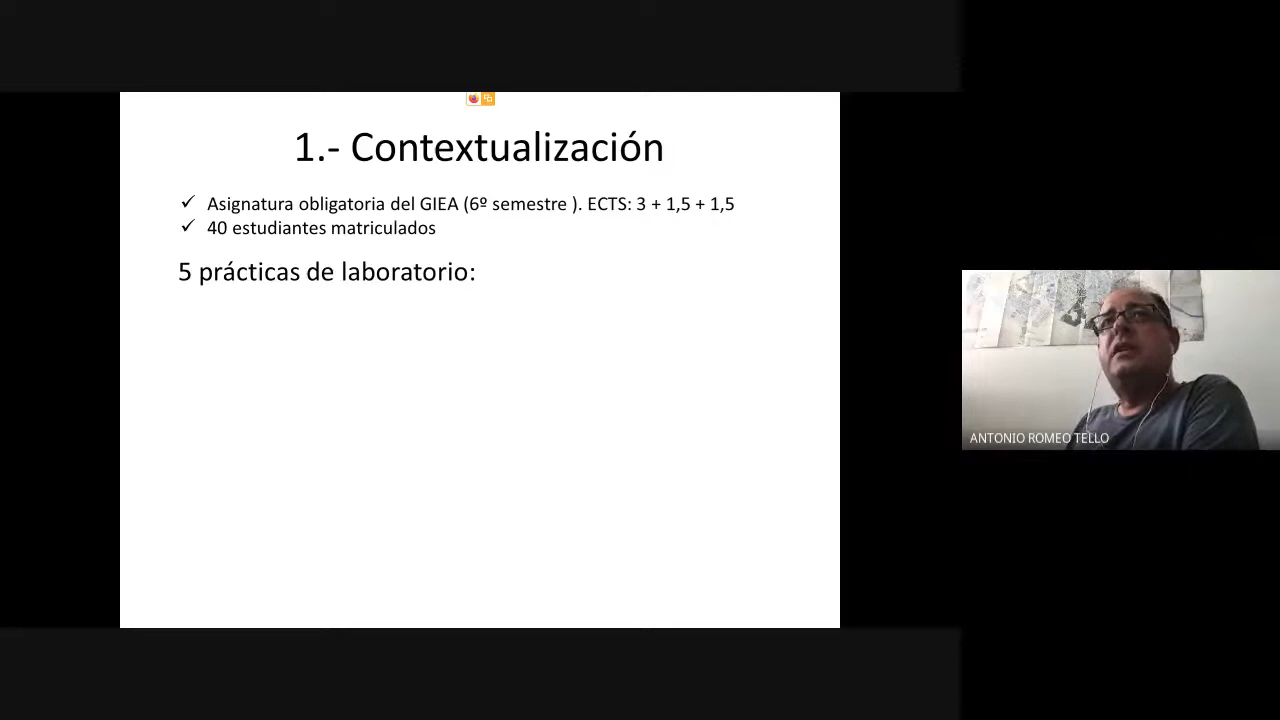 1.- Contextualización
✓ Asignatura obligatoria del GIEA (6º semestre ). ECTS: 3 + 1,5 + 1,5
✓ 40 estudiantes matriculados
5 prácticas de laboratorio:
ANTONIO ROMEO TELLO